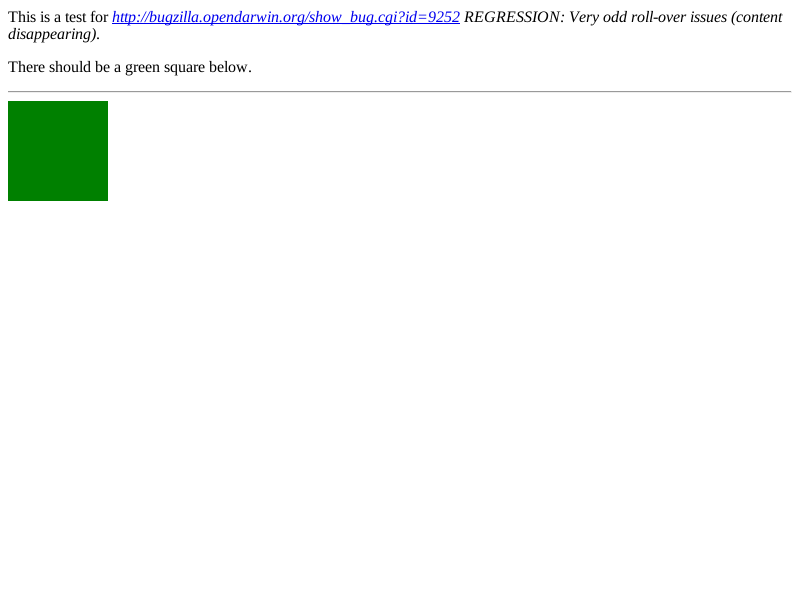 This is a test for http://bugzilla.opendarwin.org/show_bug.cgi?id=9252 REGRESSION: Very odd roll-over issues (content
disappearing).
There should be a green square below.